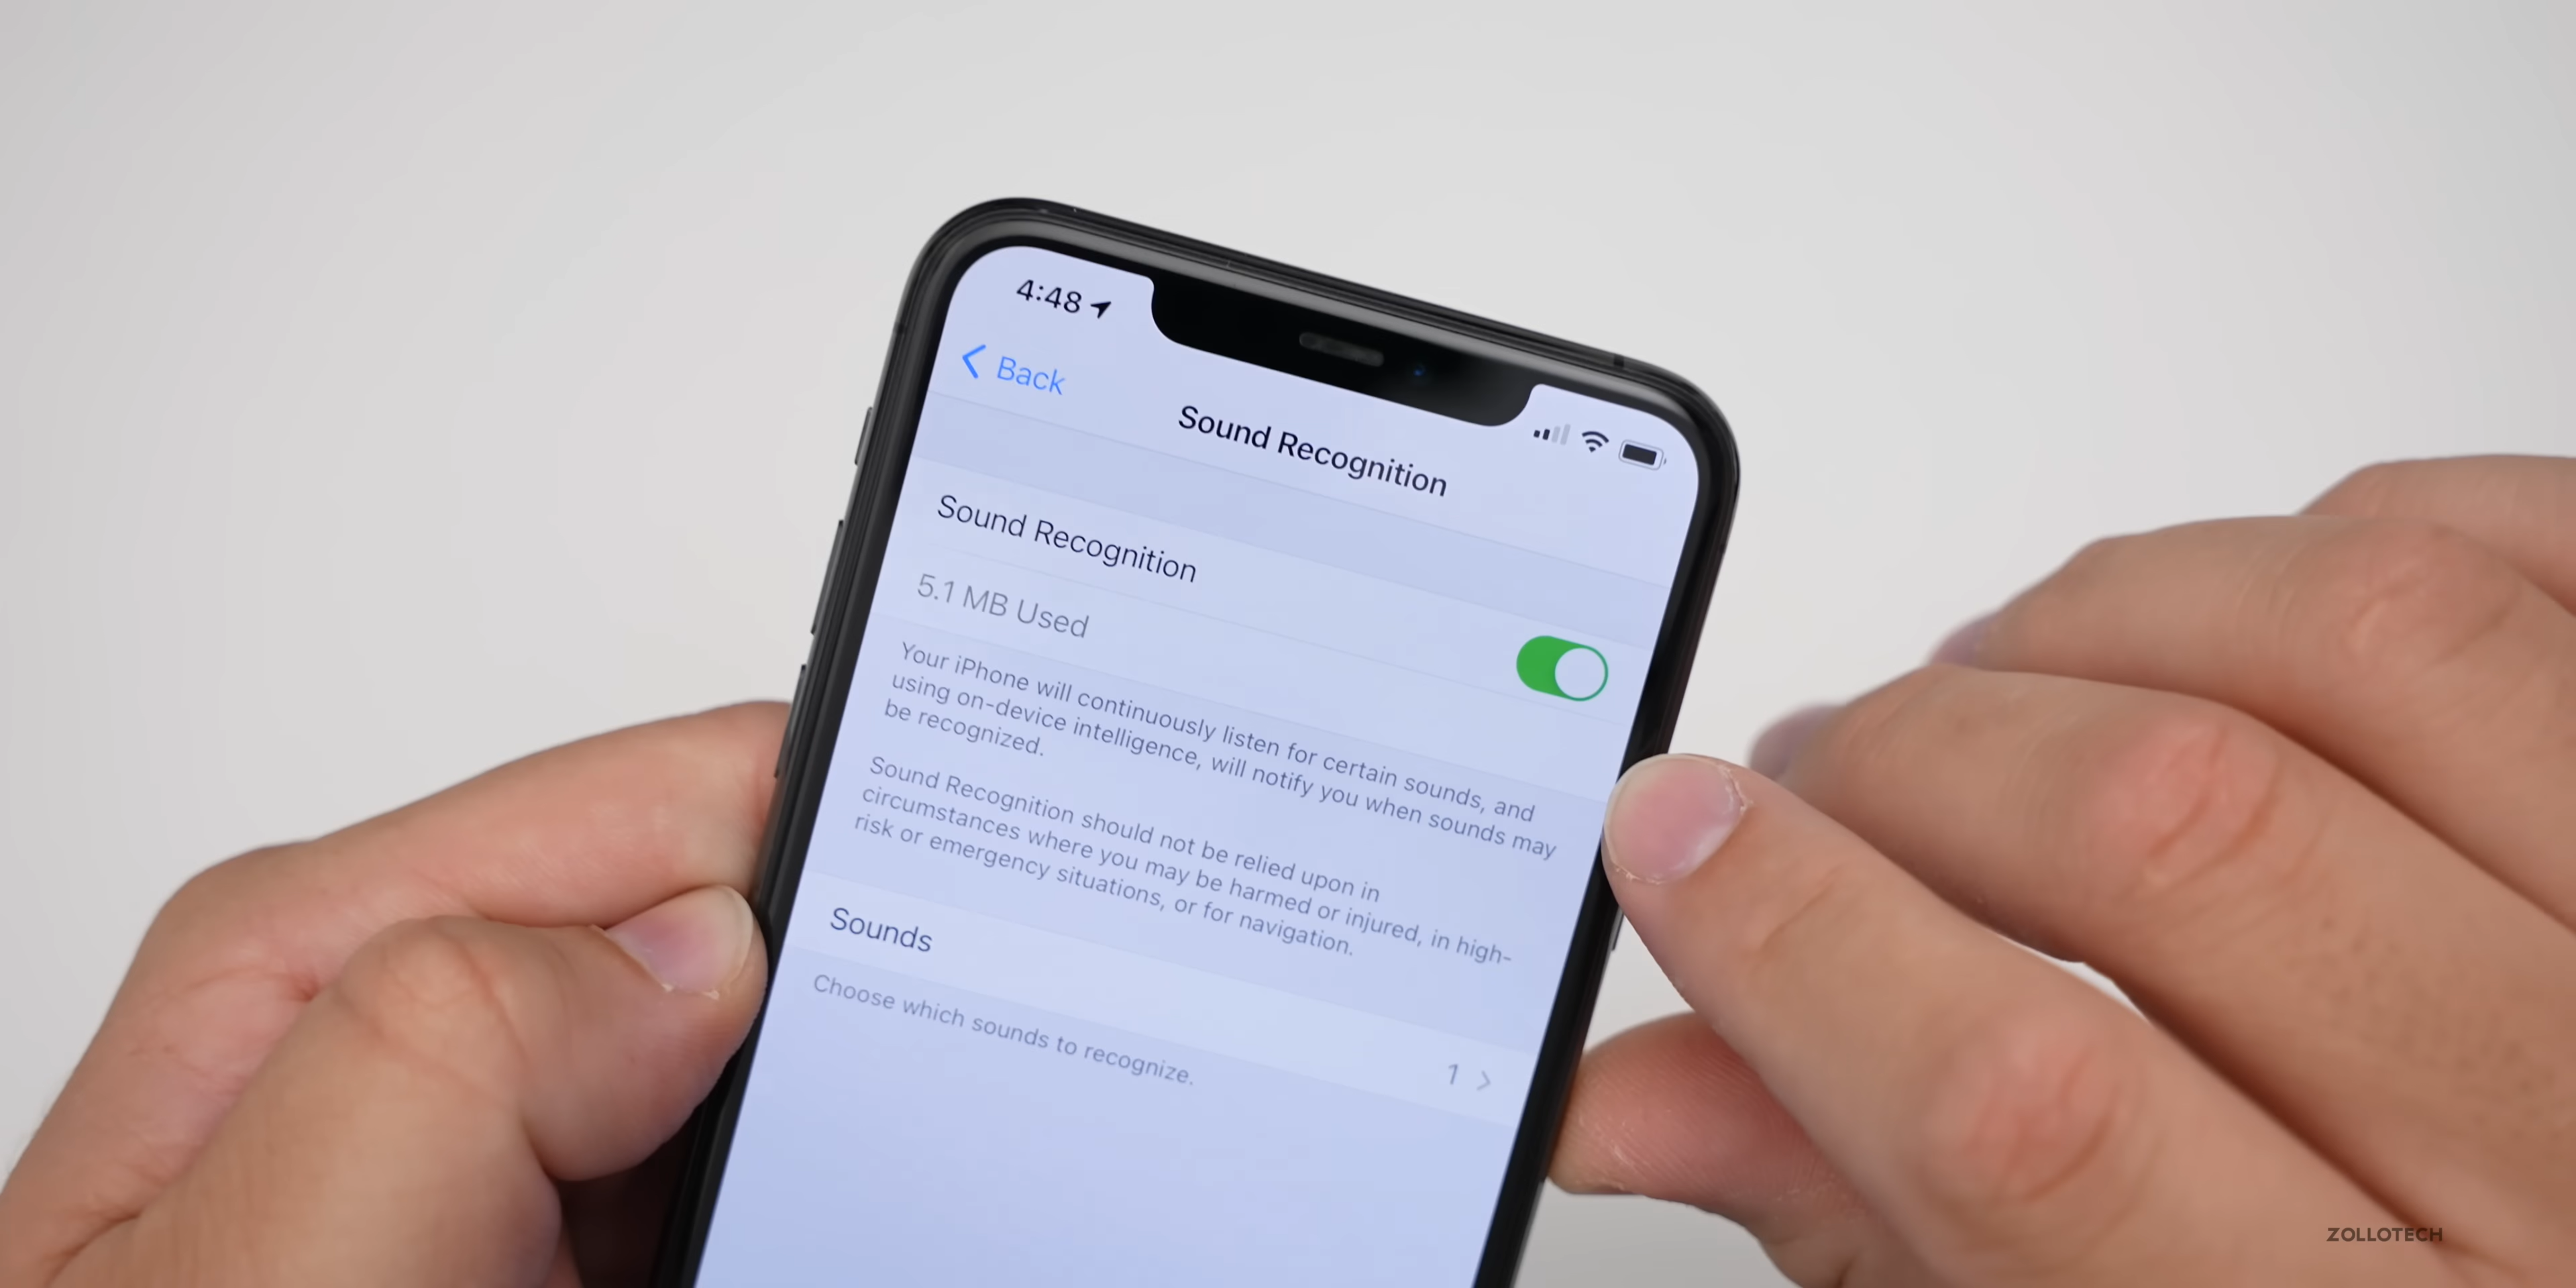 4:48
Back
Sound Recognition
Sound Recognition
5.1 MB Used
Your iPhone will continuously listen for certain sounds, and
using on-device intelligence, will notify you when sounds may
be recognized.
Sound Recognition should not be relied upon in
circumstances where you may be harmed or injured, in high-
risk or emergency situations, or for navigation.
Sounds
1
Choose which sounds to recognize.
ZOLLOTECH